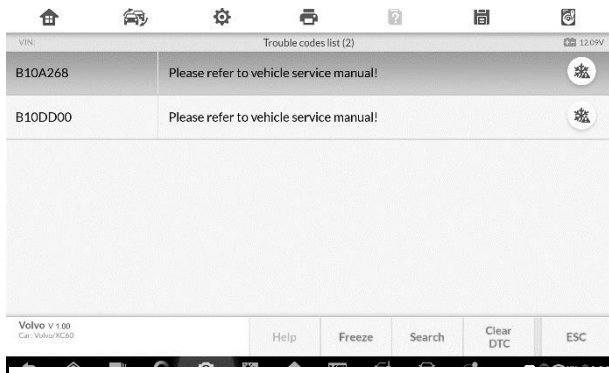 VIN:
Trouble codes list (2)
12.09V
B10A268
Please refer to vehicle service manual!
B10DD00
Please refer to vehicle service manual!
Volvo V 1.00
Car: Volvo/XC60
Help
Freeze
Search
Clear
DTC
ESC